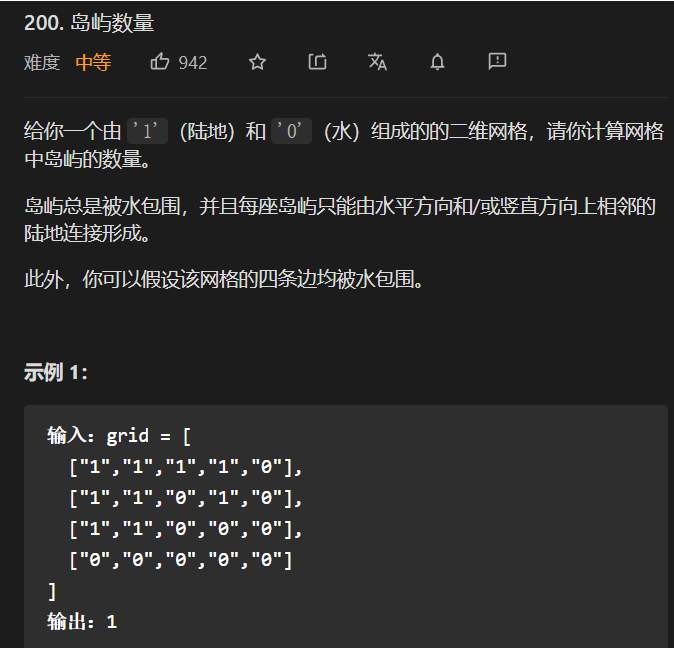 200. 岛屿数量
难度 中等 942
给你一个由 '1' （陆地）和 '0' （水）组成的的二维网格，请你计算网格
中岛屿的数量。
岛屿总是被水包围，并且每座岛屿只能由水平方向和/或竖直方向上相邻的
陆地连接形成。
此外，你可以假设该网格的四条边均被水包围。
示例 1：
输入：grid = [
["1","1","1","1","0"],
["1","1","0","1","0"],
["1","1","0","0","0"],
["0","0","0","0","0"]
]
输出：1